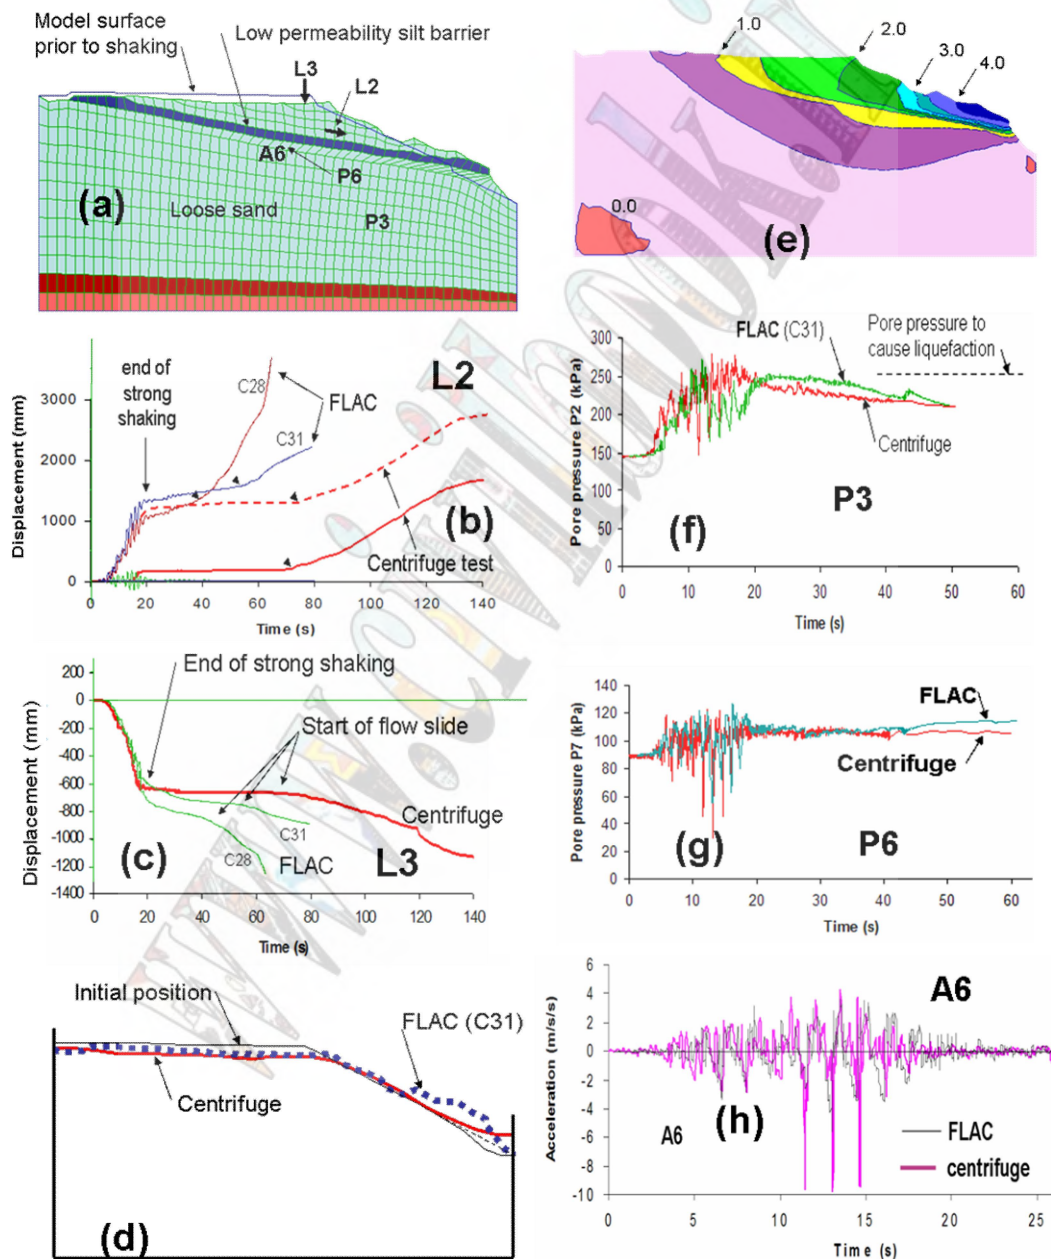 Model surface
prior to shaking
Low permeability silt barrier
L3
L2
A6
P6
(a)
Loose sand
P3
1.0
2.0
3.0
4.0
0.0
(e)
Displacement (mm)
3000
2000
1000
0
end of
strong
shaking
C28
L2
FLAC
C31
(b)
Centrifuge test
0 20 40 60 80 100 120 140
Time (s)
Pore pressure P2 (kPa)
300
250
200
150
100
50
0
FLAC (C31)
Pore pressure to
cause liquefaction
Centrifuge
P3
(f)
0 10 20 30 40 50 60
Time (s)
Displacement (mm)
200
0
-200
-400
-600
-800
-1000
-1200
-1400
End of strong shaking
Start of flow slide
Centrifuge
C31
(c)
C28
FLAC
L3
0 20 40 60 80 100 120 140
Time (s)
Pore pressure P7 (kPa)
140
120
100
80
60
40
20
0
FLAC
Centrifuge
(g)
P6
0 10 20 30 40 50 60
Time (s)
Initial position
FLAC (C31)
Centrifuge
(d)
Acceleration (m/s/s)
6
4
2
0
-2
-4
-6
-8
-10
A6
A6
(h)
FLAC
centrifuge
0 5 10 15 20 25
Time (s)